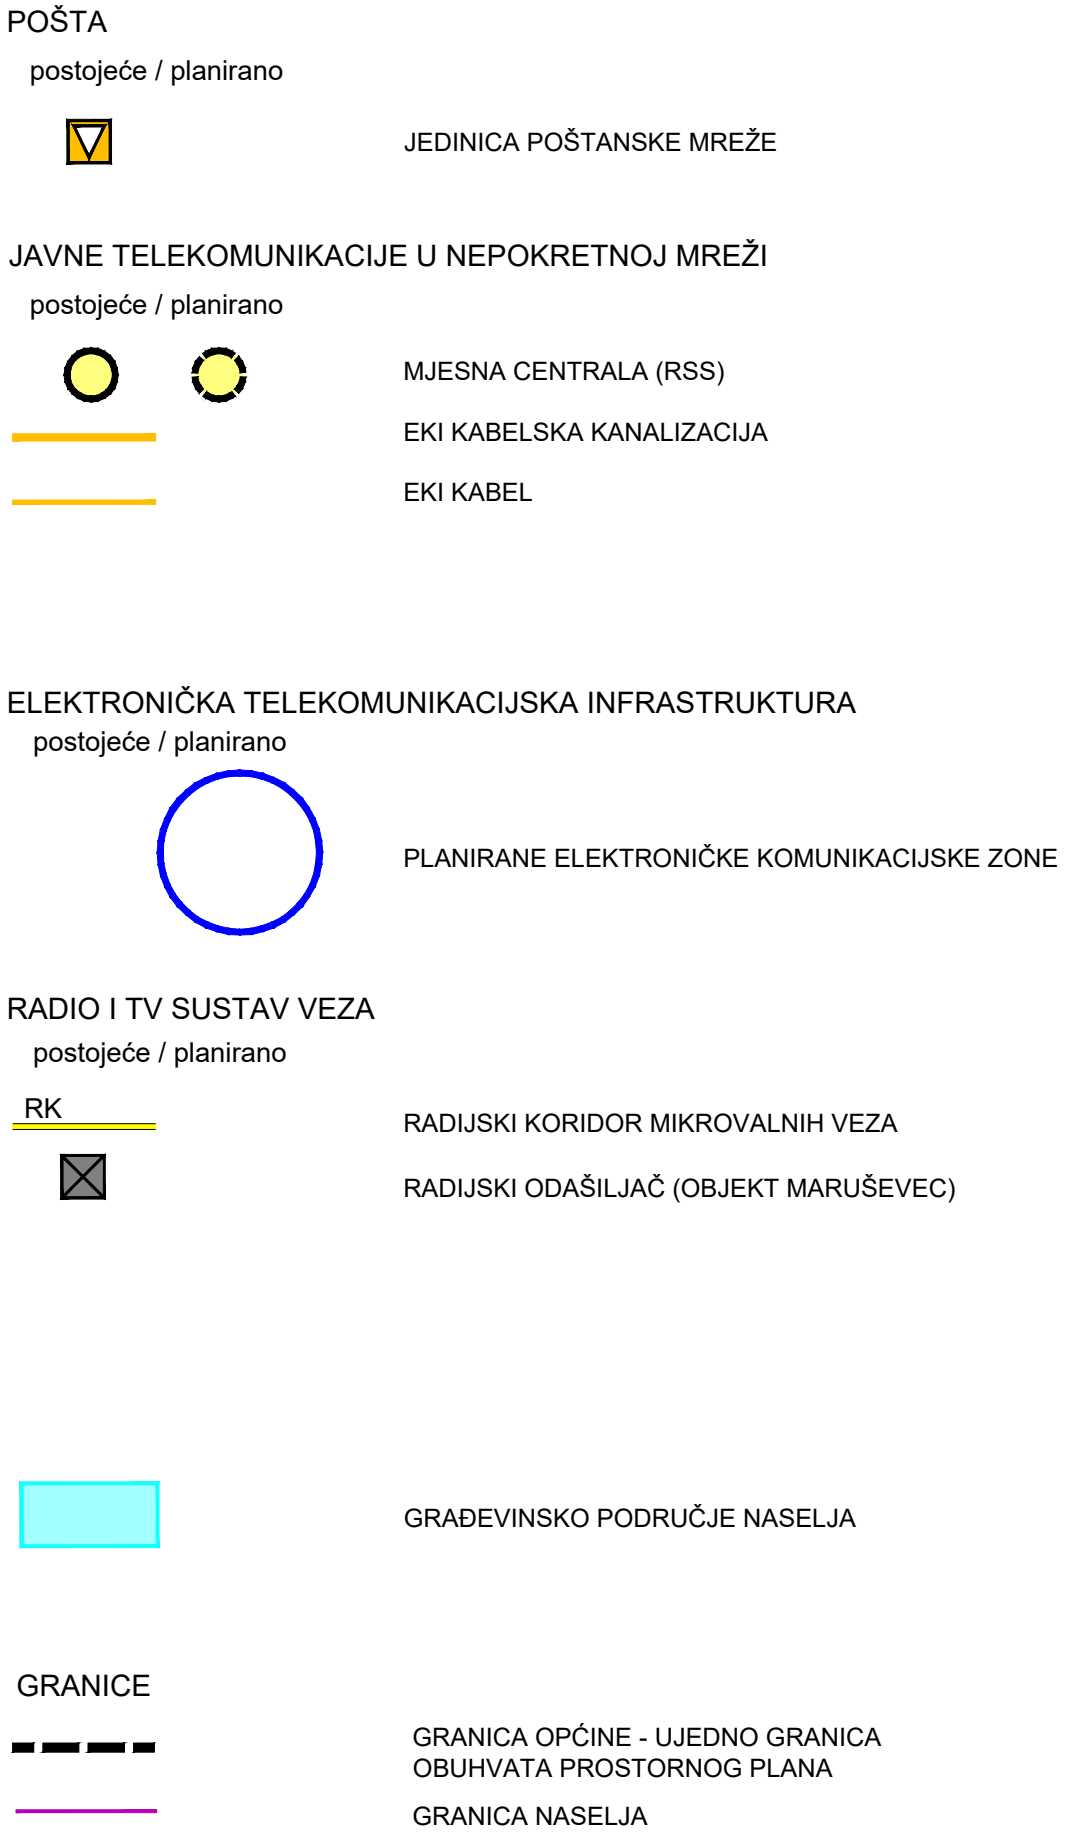 POŠTA
postojeće / planirano
JEDINICA POŠTANSKE MREŽE
JAVNE TELEKOMUNIKACIJE U NEPOKRETNOJ MREŽI
postojeće / planirano
MJESNA CENTRALA (RSS)
EKI KABELSKA KANALIZACIJA
EKI KABEL
ELEKTRONIČKA TELEKOMUNIKACIJSKA INFRASTRUKTURA
postojeće / planirano
PLANIRANE ELEKTRONIČKE KOMUNIKACIJSKE ZONE
RADIO I TV SUSTAV VEZA
postojeće / planirano
RK
RADIJSKI KORIDOR MIKROVALNIH VEZA
RADIJSKI ODAŠILJAČ (OBJEKT MARUŠEVEC)
GRAĐEVINSKO PODRUČJE NASELJA
GRANICE
GRANICA OPĆINE - UJEDNO GRANICA
OBUHVATA PROSTORNOG PLANA
GRANICA NASELJA